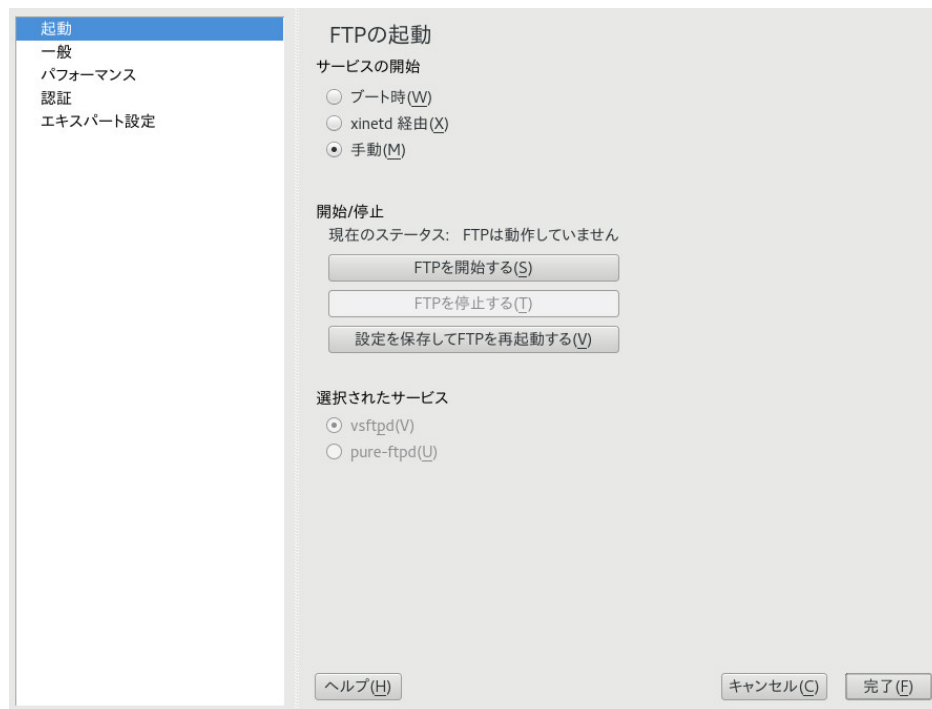 起動
一般
パフォーマンス
認証
エキスパート設定
FTPの起動
サービスの開始
ブート時(W)
xinetd 経由(X)
手動(M)
開始/停止
現在のステータス: FTPは動作していません
FTPを開始する(S)
FTPを停止する(T)
設定を保存してFTPを再起動する(V)
選択されたサービス
vsftpd(V)
pure-ftpd(U)
ヘルプ(H)
キャンセル(C)
完了(F)